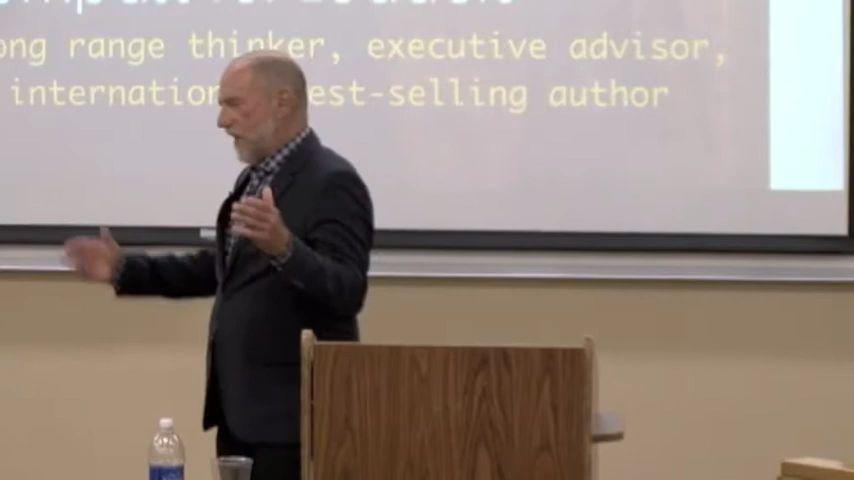 ong range thinker, executive advisor,
internation est-selling author